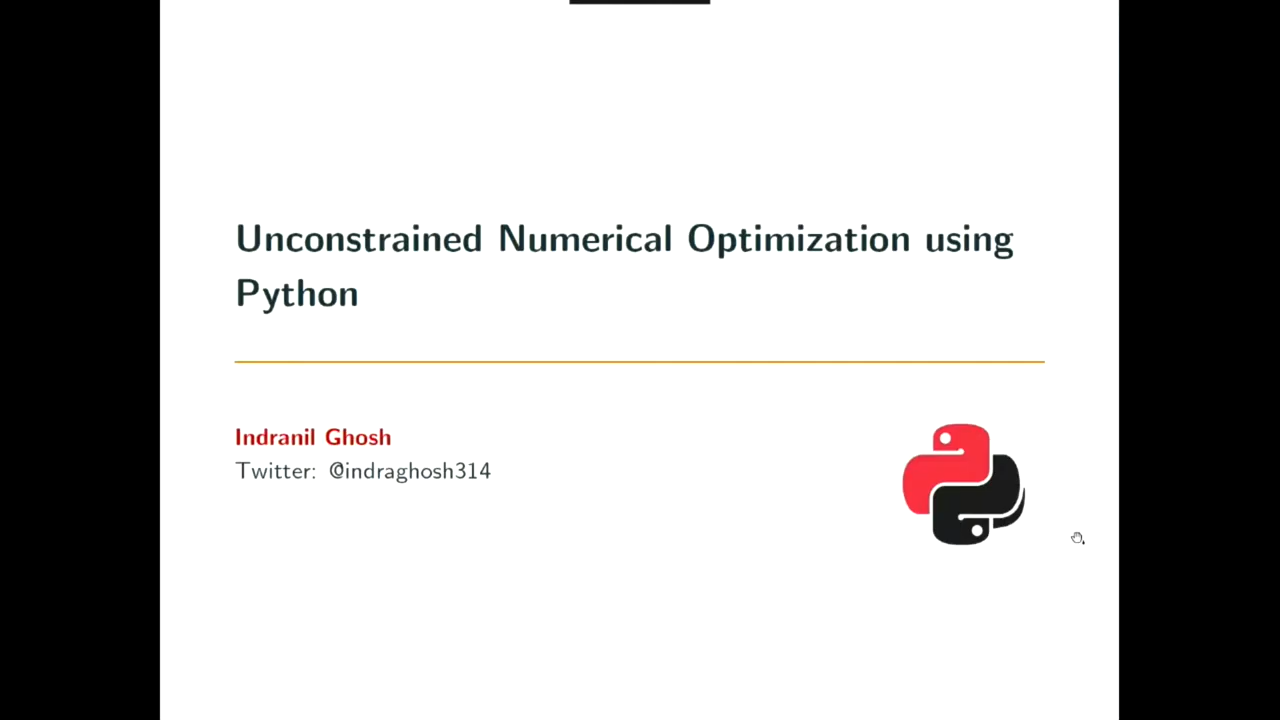 Unconstrained Numerical Optimization using
Python
Indranil Ghosh
Twitter: @indraghosh314